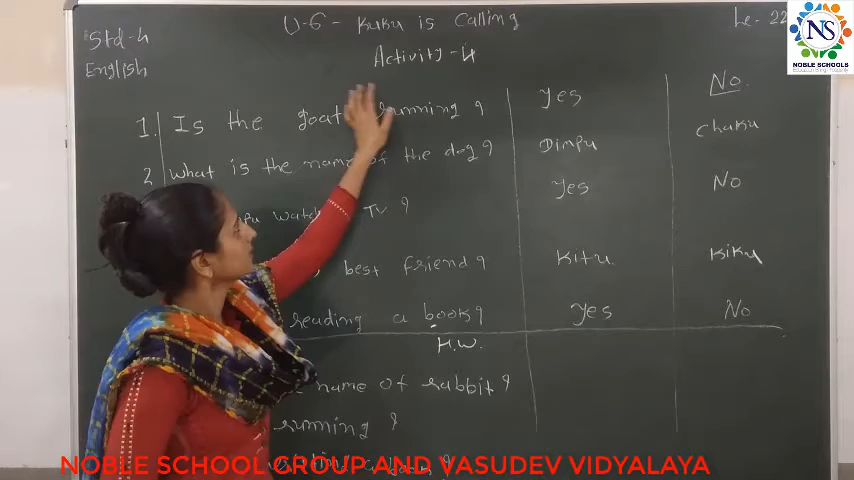 U-6 - Kuku is Calling
Le- 22
Std-4
English
Activity-4
1. Is the goat running ? Yes No
2 What is the name of the dog ? Dimpu Chaku
watch TV ? Yes No
best friend ? Kitu Kiku
reading a book ? Yes No
H.W.
name of rabbit ?
running ?
NS
NOBLE SCHOOLS
NOBLE SCHOOL GROUP AND VASUDEV VIDYALAYA